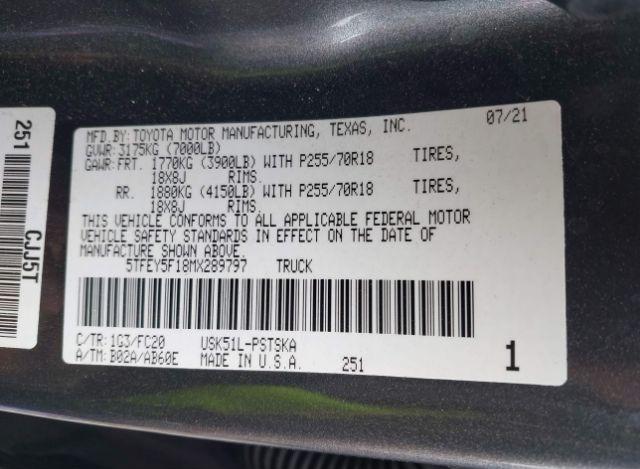 251
CJJ5T
MFD.BY:TOYOTA MOTOR MANUFACTURING, TEXAS, INC. 07/21
GVWR:3175KG (7000LB)
GAWR:FRT. 1770KG (3900LB) WITH P255/70R18 TIRES,
18X8J RIMS.
RR. 1880KG (4150LB) WITH P255/70R18 TIRES,
18X8J RIMS.
THIS VEHICLE CONFORMS TO ALL APPLICABLE FEDERAL MOTOR
VEHICLE SAFETY STANDARDS IN EFFECT ON THE DATE OF
MANUFACTURE SHOWN ABOVE.
5TFEY5F18MX289797 TRUCK
C/TR:1G3/FC20 USK51L-PSTSKA
A/TM:B02A/AB60E MADE IN U.S.A. 251 1